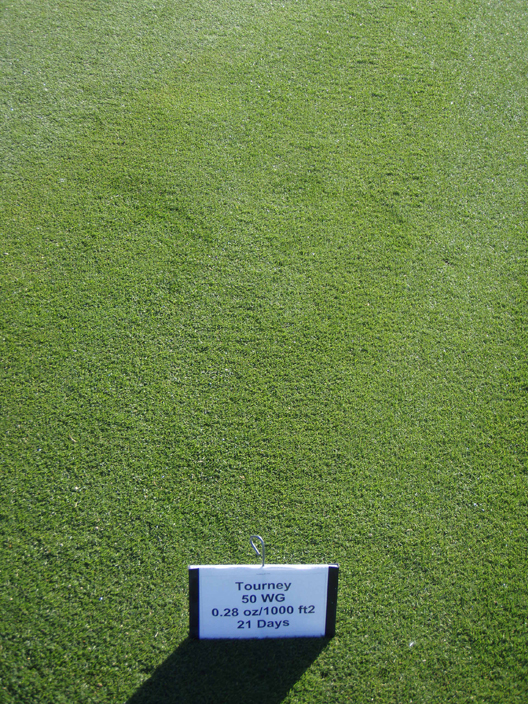 Tourney
50 WG
0.28 oz/1000 ft2
21 Days